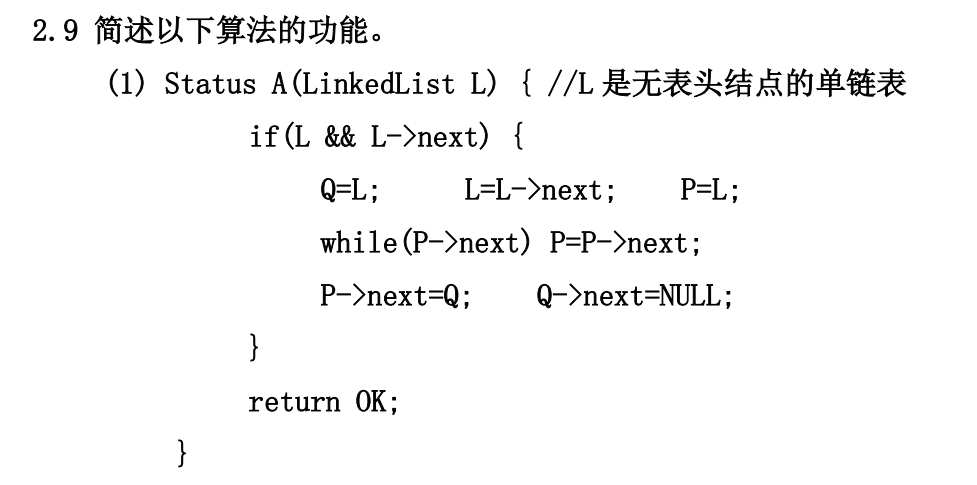 2.9 简述以下算法的功能。
(1) Status A(LinkedList L) { //L 是无表头结点的单链表
if(L && L->next) {
Q=L; L=L->next; P=L;
while(P->next) P=P->next;
P->next=Q; Q->next=NULL;
}
return OK;
}